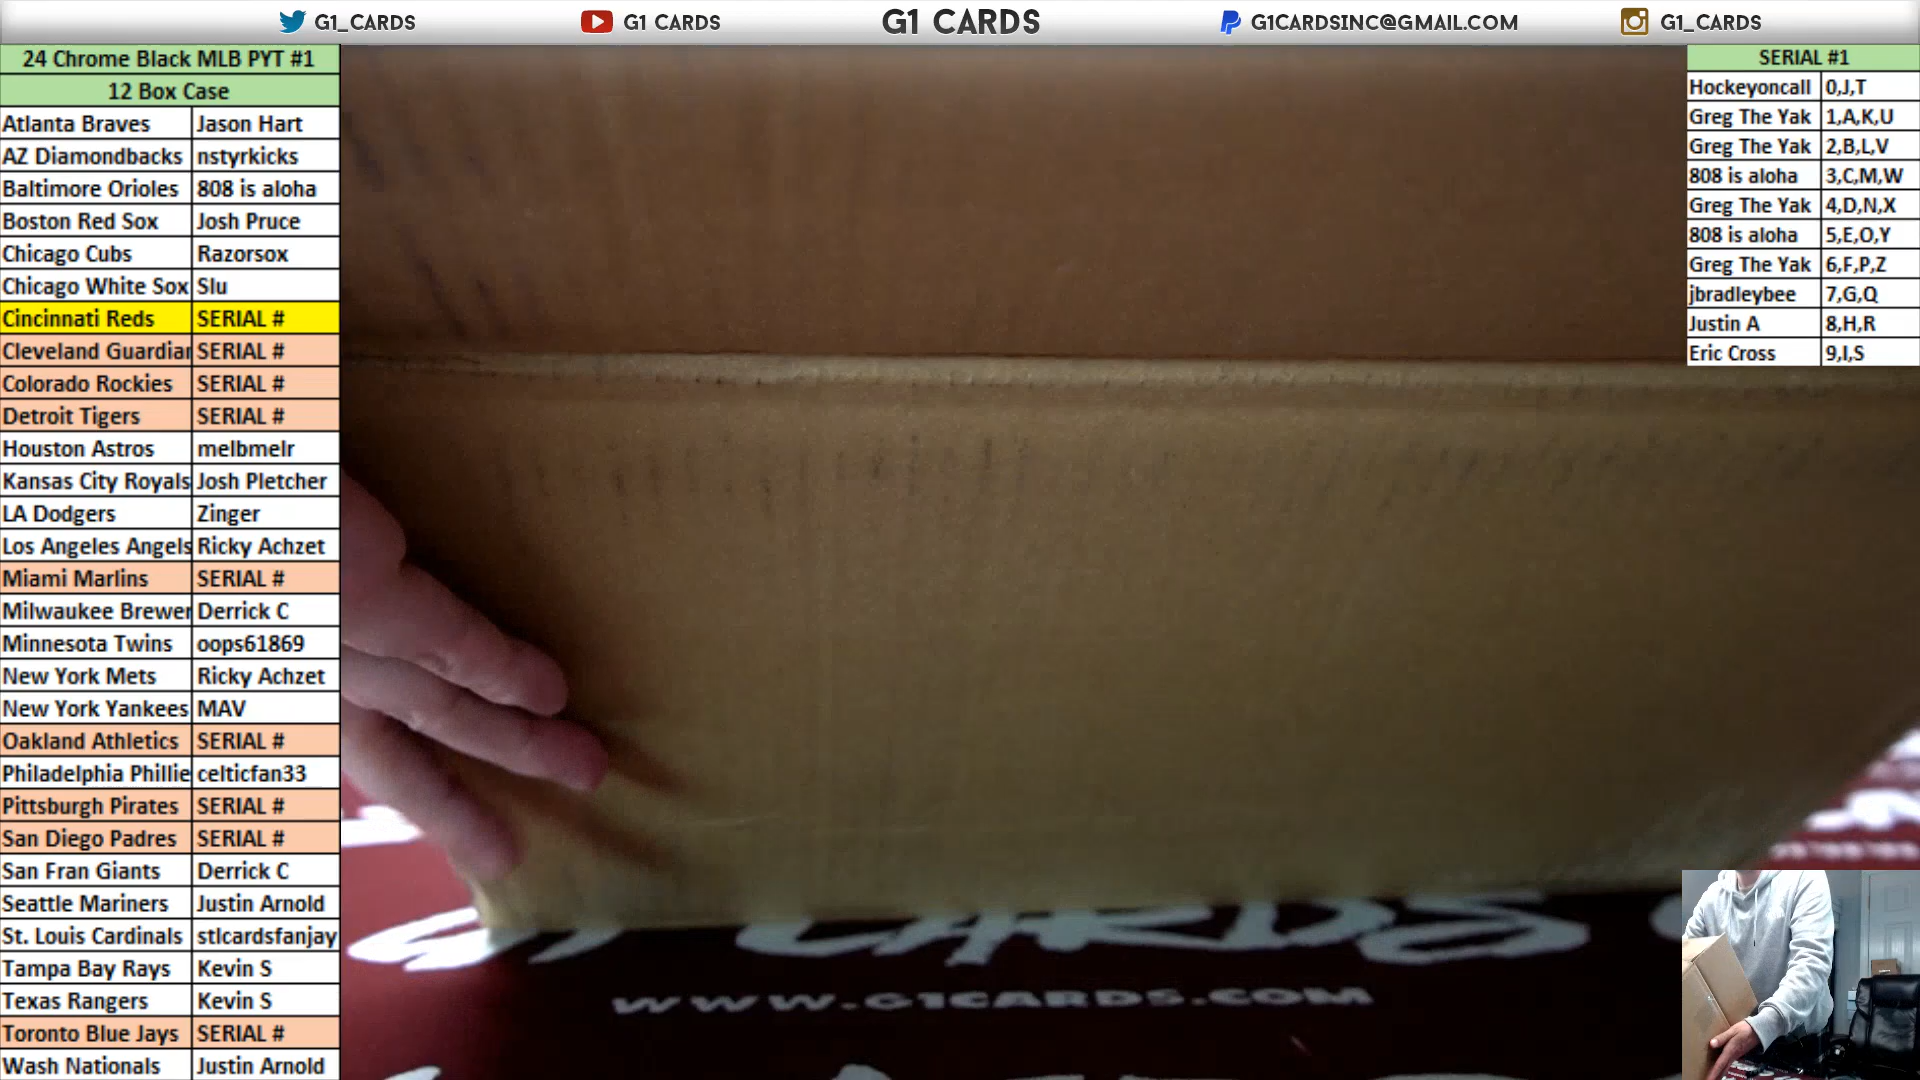 G1_CARDS G1 CARDS G1 CARDS G1CARDSINC@GMAIL.COM G1_CARDS
24 Chrome Black MLB PYT #1
12 Box Case
Atlanta Braves Jason Hart
AZ Diamondbacks nstyrkicks
Baltimore Orioles 808 is aloha
Boston Red Sox Josh Pruce
Chicago Cubs Razorsox
Chicago White Sox Slu
Cincinnati Reds SERIAL #
Cleveland Guardian SERIAL #
Colorado Rockies SERIAL #
Detroit Tigers SERIAL #
Houston Astros melbmelr
Kansas City Royals Josh Pletcher
LA Dodgers Zinger
Los Angeles Angels Ricky Achzet
Miami Marlins SERIAL #
Milwaukee Brewer Derrick C
Minnesota Twins oops61869
New York Mets Ricky Achzet
New York Yankees MAV
Oakland Athletics SERIAL #
Philadelphia Phillie celticfan33
Pittsburgh Pirates SERIAL #
San Diego Padres SERIAL #
San Fran Giants Derrick C
Seattle Mariners Justin Arnold
St. Louis Cardinals stlcardsfanjay
Tampa Bay Rays Kevin S
Texas Rangers Kevin S
Toronto Blue Jays SERIAL #
Wash Nationals Justin Arnold
SERIAL #1
Hockeyoncall 0,J,T
Greg The Yak 1,A,K,U
Greg The Yak 2,B,L,V
808 is aloha 3,C,M,W
Greg The Yak 4,D,N,X
808 is aloha 5,E,O,Y
Greg The Yak 6,F,P,Z
jbradleybee 7,G,Q
Justin A 8,H,R
Eric Cross 9,I,S
G1 CARDS
WWW.G1CARDS.COM